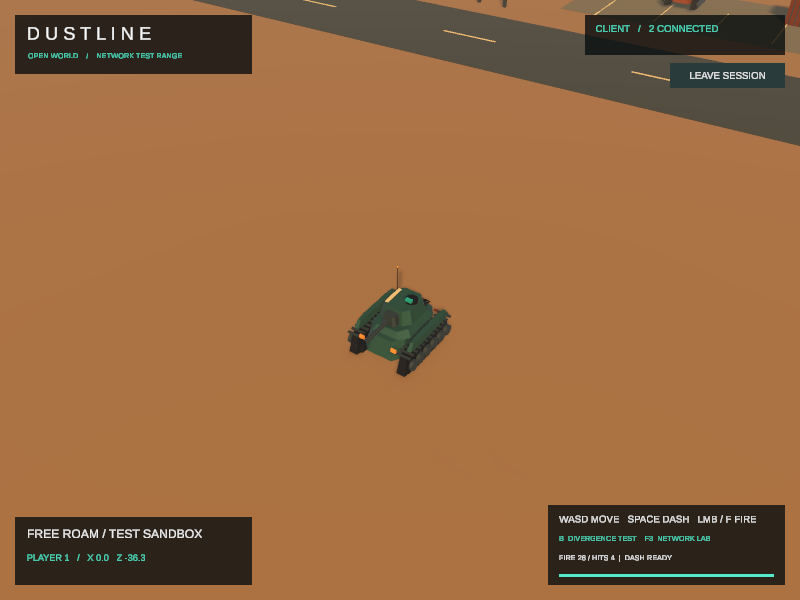 DUSTLINE
OPEN WORLD / NETWORK TEST RANGE
CLIENT / 2 CONNECTED
LEAVE SESSION
FREE ROAM / TEST SANDBOX
PLAYER 1 / X 0.0 Z -36.3
WASD MOVE SPACE DASH LMB / F FIRE
B DIVERGENCE TEST F3 NETWORK LAB
FIRE 26 / HITS 4 | DASH READY